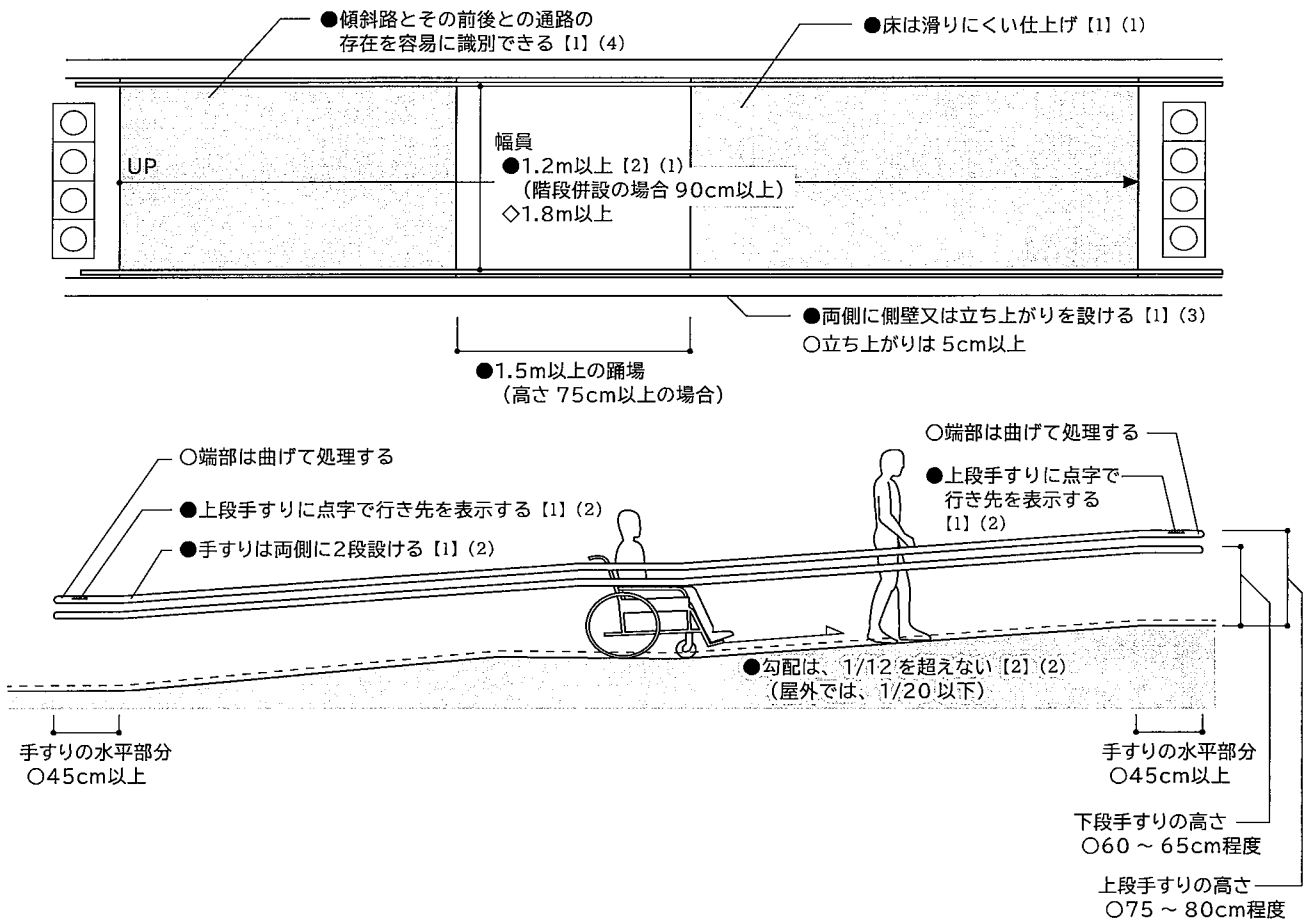 ●傾斜路とその前後との通路の
存在を容易に識別できる【1】(4)
●床は滑りにくい仕上げ【1】(1)
UP
幅員
●1.2m以上【2】(1)
(階段併設の場合 90cm以上)
◇1.8m以上
●両側に側壁又は立ち上がりを設ける【1】(3)
○立ち上がりは 5cm以上
●1.5m以上の踊場
(高さ 75cm以上の場合)
○端部は曲げて処理する
●上段手すりに点字で行き先を表示する【1】(2)
●手すりは両側に2段設ける【1】(2)
○端部は曲げて処理する
●上段手すりに点字で
行き先を表示する
【1】(2)
●勾配は、1/12を超えない【2】(2)
(屋外では、1/20以下)
手すりの水平部分
○45cm以上
手すりの水平部分
○45cm以上
下段手すりの高さ
○60 ~ 65cm程度
上段手すりの高さ
○75 ~ 80cm程度